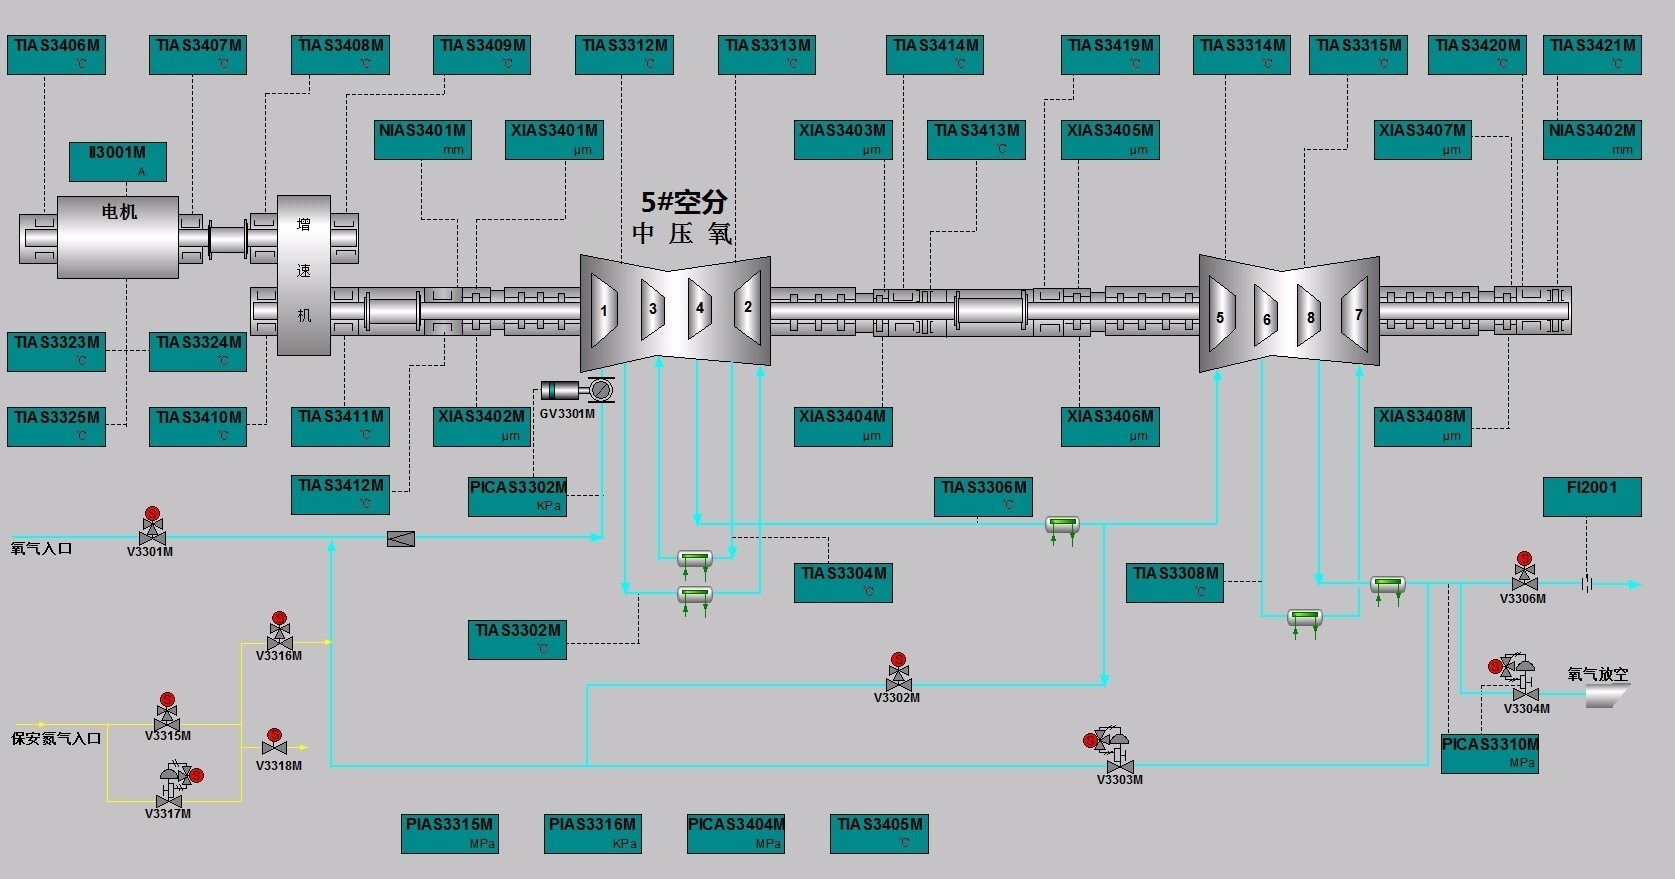 TIAS3406M
℃
TIAS3407M
℃
TIAS3408M
℃
TIAS3409M
℃
TIAS3312M
℃
TIAS3313M
℃
TIAS3414M
℃
TIAS3419M
℃
TIAS3314M
℃
TIAS3315M
℃
TIAS3420M
℃
TIAS3421M
℃
II3001M
A
NIAS3401M
mm
XIAS3401M
µm
XIAS3403M
µm
TIAS3413M
℃
XIAS3405M
µm
XIAS3407M
µm
NIAS3402M
mm
5#空分
中 压 氧
电机
增
速
机
1
3
4
2
5
6
8
7
TIAS3323M
℃
TIAS3324M
℃
TIAS3325M
℃
TIAS3410M
℃
TIAS3411M
℃
XIAS3402M
µm
GV3301M
XIAS3404M
µm
XIAS3406M
µm
XIAS3408M
µm
TIAS3412M
℃
PICAS3302M
KPa
TIAS3306M
℃
FI2001
S
V3301M
氧气入口
TIAS3304M
℃
TIAS3308M
℃
S
V3306M
S
V3316M
TIAS3302M
℃
S
V3302M
S
V3304M
氧气放空
S
V3315M
保安氮气入口
S
V3318M
S
V3317M
S
V3303M
PICAS3310M
MPa
PIAS3315M
MPa
PIAS3316M
KPa
PICAS3404M
MPa
TIAS3405M
℃